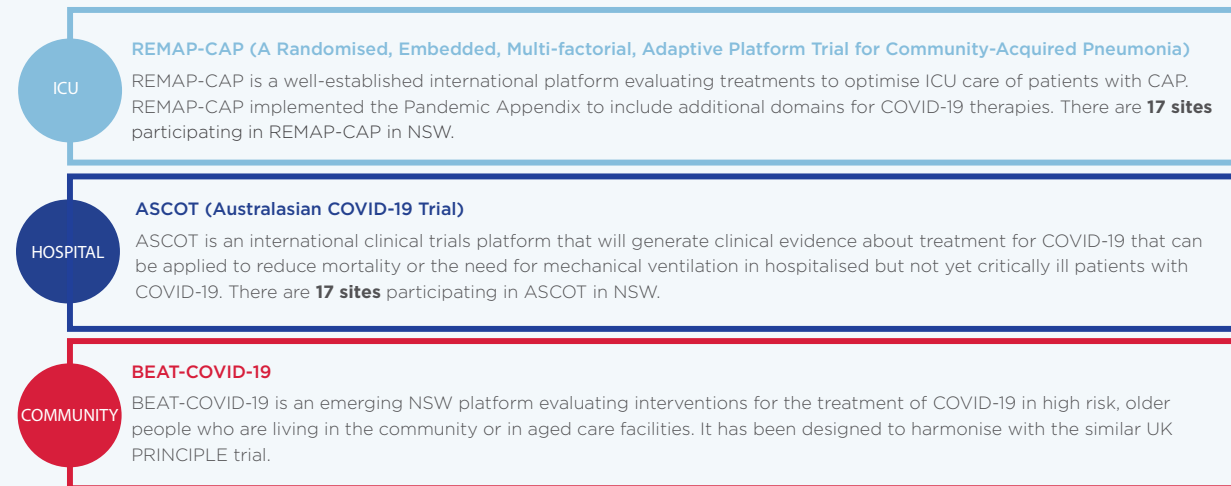 REMAP-CAP (A Randomised, Embedded, Multi-factorial, Adaptive Platform Trial for Community-Acquired Pneumonia)
ICU
REMAP-CAP is a well-established international platform evaluating treatments to optimise ICU care of patients with CAP.
REMAP-CAP implemented the Pandemic Appendix to include additional domains for COVID-19 therapies. There are 17 sites
participating in REMAP-CAP in NSW.
ASCOT (Australasian COVID-19 Trial)
HOSPITAL
ASCOT is an international clinical trials platform that will generate clinical evidence about treatment for COVID-19 that can
be applied to reduce mortality or the need for mechanical ventilation in hospitalised but not yet critically ill patients with
COVID-19. There are 17 sites participating in ASCOT in NSW.
BEAT-COVID-19
COMMUNITY
BEAT-COVID-19 is an emerging NSW platform evaluating interventions for the treatment of COVID-19 in high risk, older
people who are living in the community or in aged care facilities. It has been designed to harmonise with the similar UK
PRINCIPLE trial.